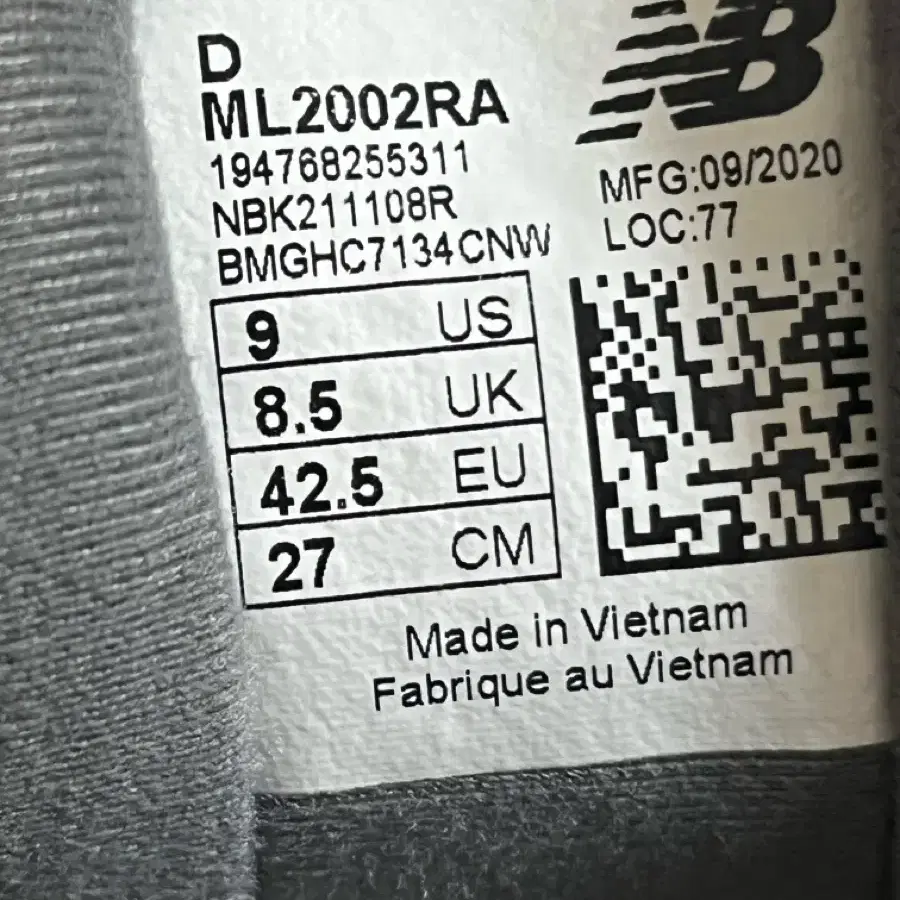 D
ML2002RA
194768255311
NBK211108R
BMGHC7134CNW
NB
MFG:09/2020
LOC:77
9 US
8.5 UK
42.5 EU
27 CM
Made in Vietnam
Fabrique au Vietnam